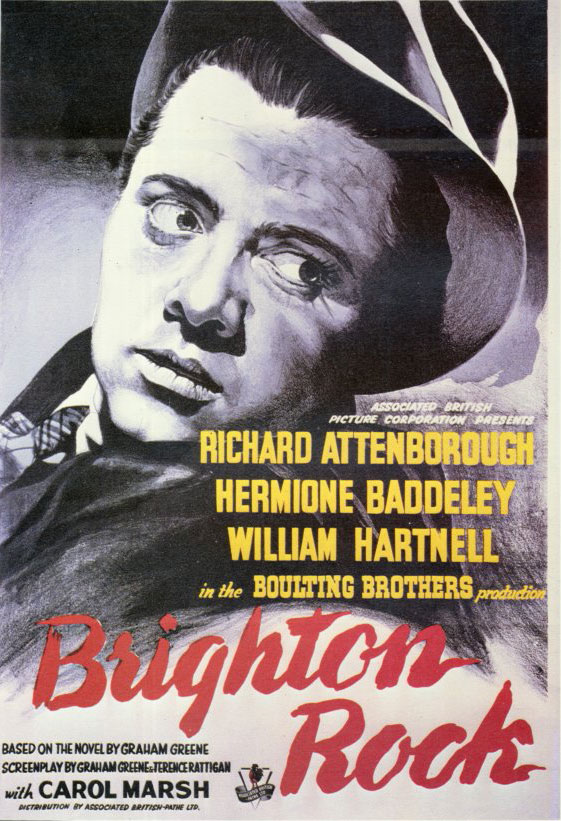 ASSOCIATED BRITISH
PICTURE CORPORATION PRESENTS
RICHARD ATTENBOROUGH
HERMIONE BADDELEY
WILLIAM HARTNELL
in the BOULTING BROTHERS production
Brighton
Rock
BASED ON THE NOVEL BY GRAHAM GREENE
SCREENPLAY BY GRAHAM GREENE & TERENCE RATTIGAN
with CAROL MARSH
DISTRIBUTION BY ASSOCIATED BRITISH-PATHE LTD.